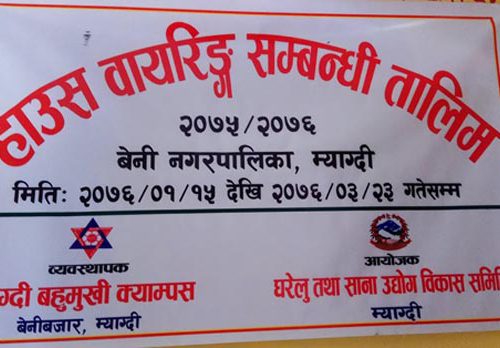 हाउस वायरिङ्ग सम्बन्धी तालिम
२०७५/२०७६
बेनी नगरपालिका, म्याग्दी
मितिः २०७६/०१/१५ देखि २०७६/०३/२३ गतेसम्म
व्यवस्थापक
ग्दी बहुमुखी क्याम्पस
बेनीबजार, म्याग्दी
आयोजक
घरेलु तथा साना उद्योग विकास समिति
म्याग्दी